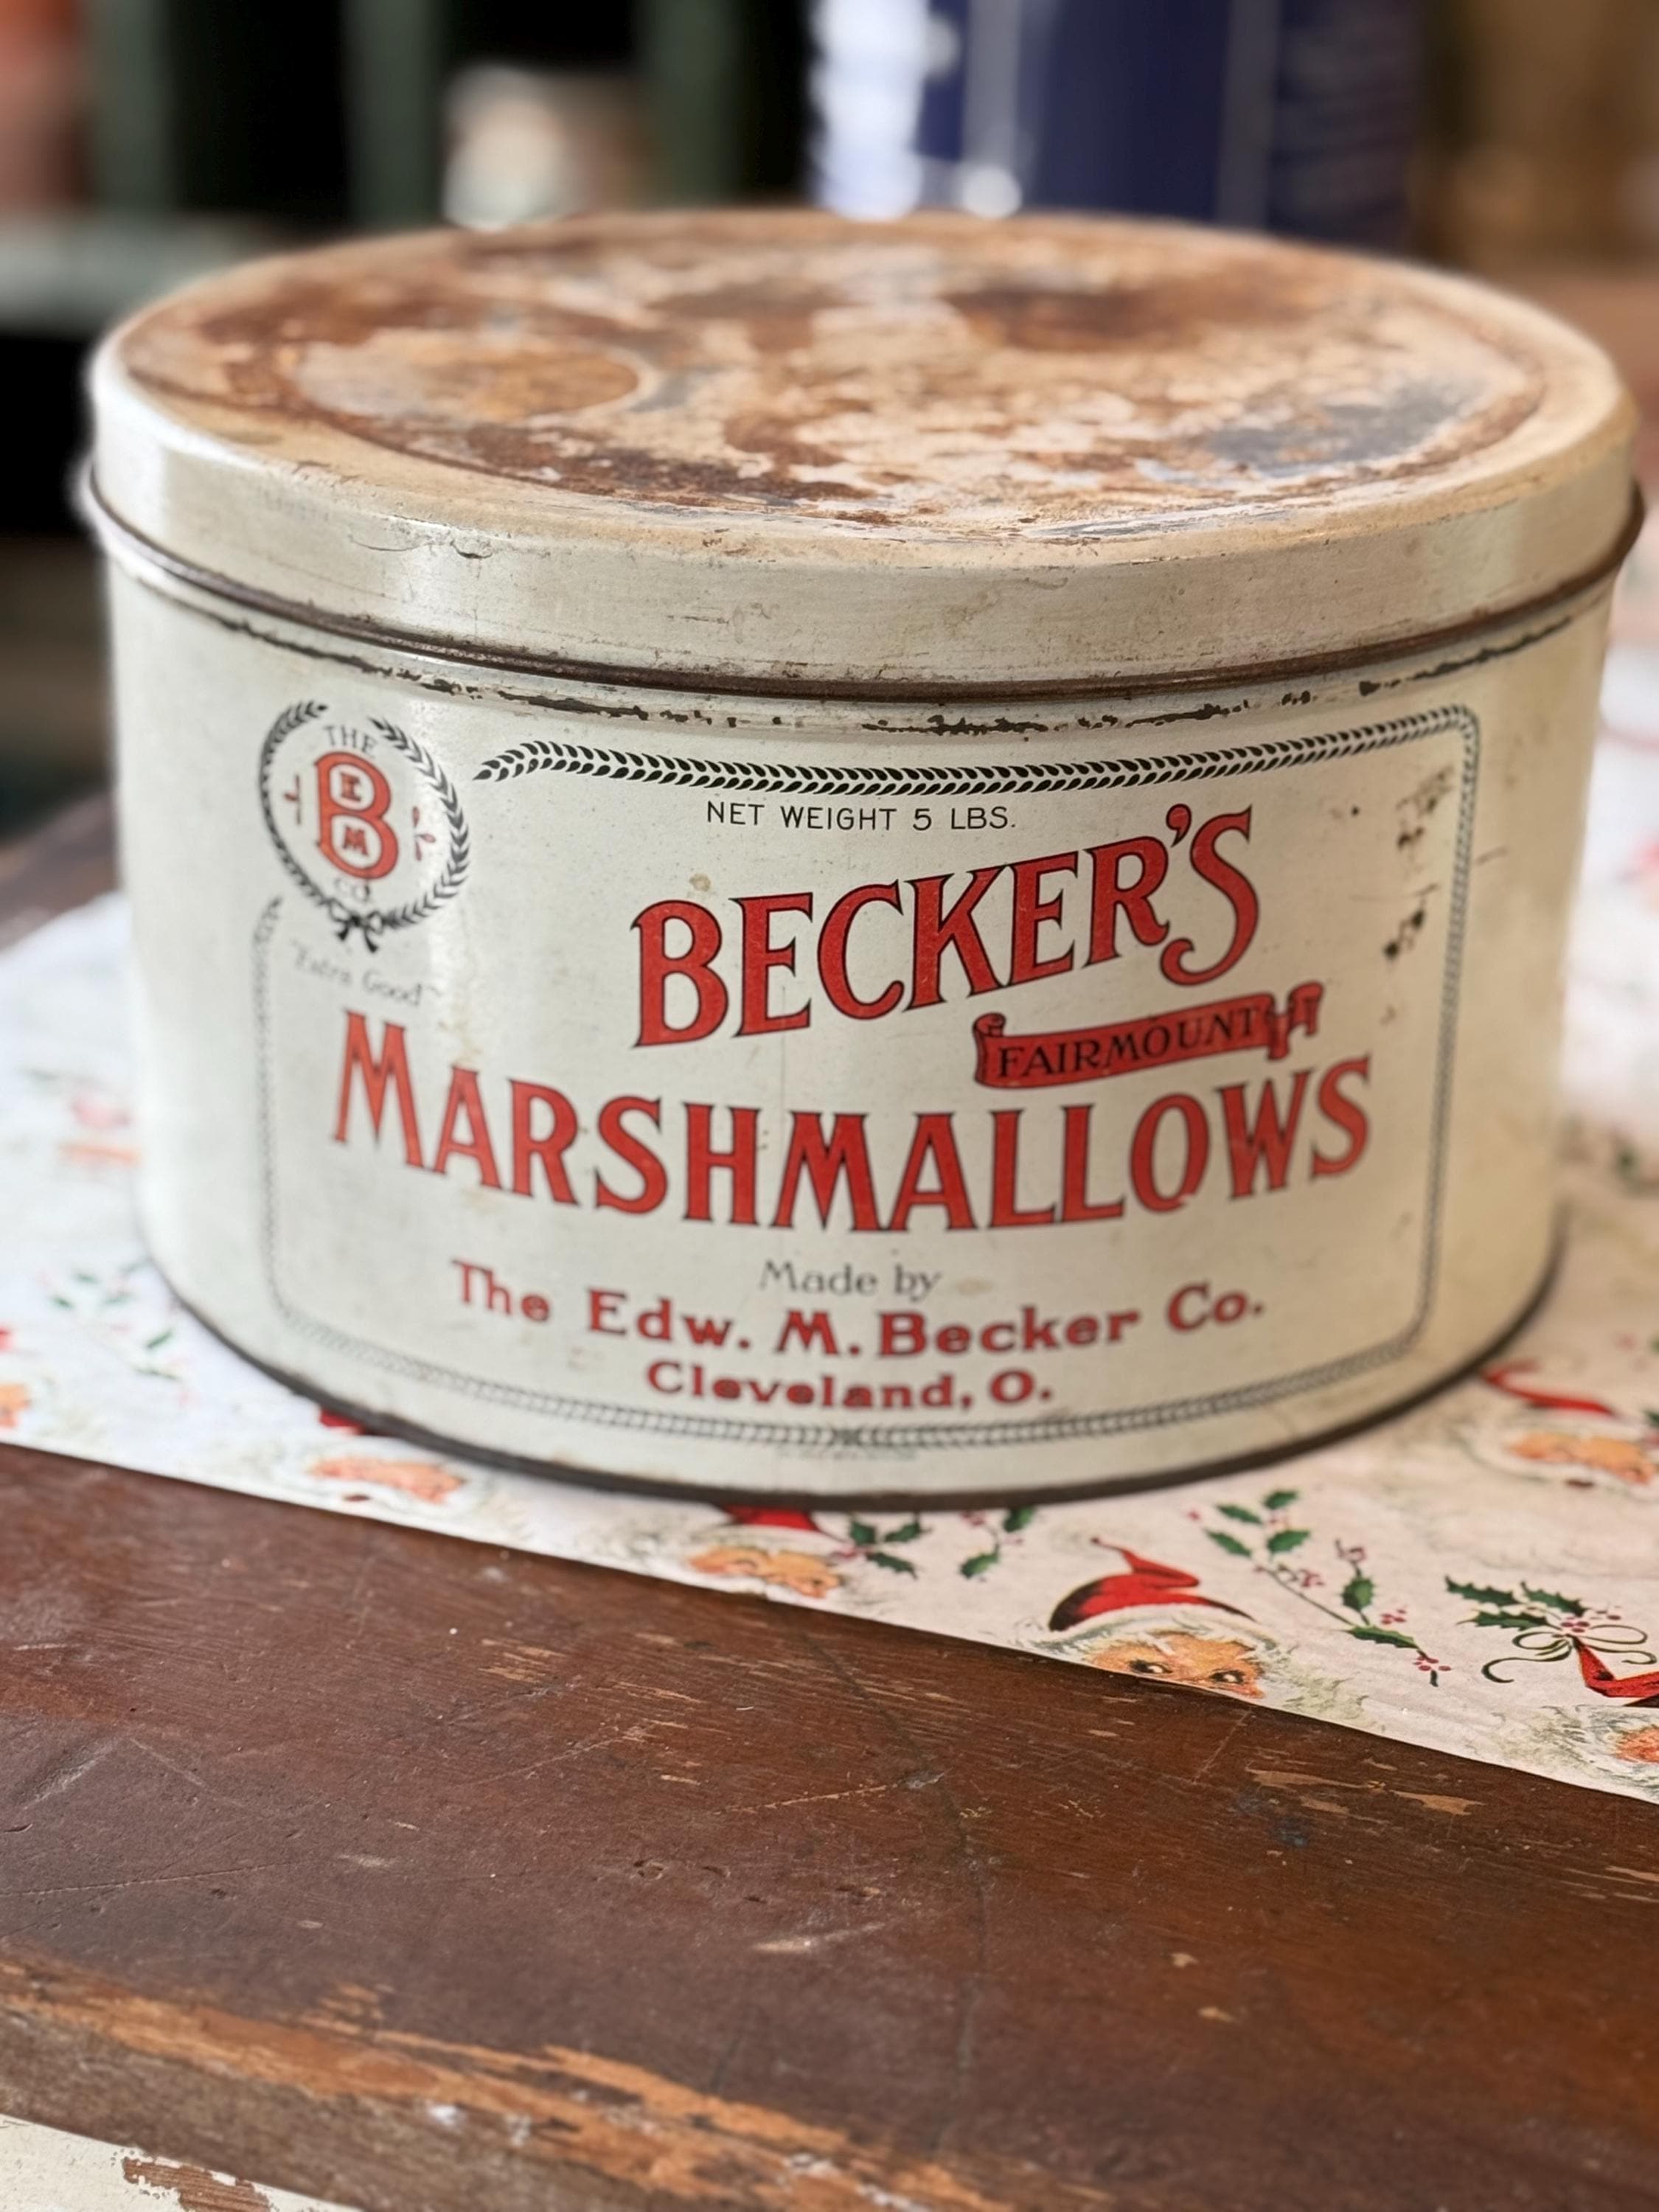 THE
B
E
M
CO.
"Extra Good"
NET WEIGHT 5 LBS.
BECKER'S
FAIRMOUNT
MARSHMALLOWS
Made by
The Edw. M. Becker Co.
Cleveland, O.